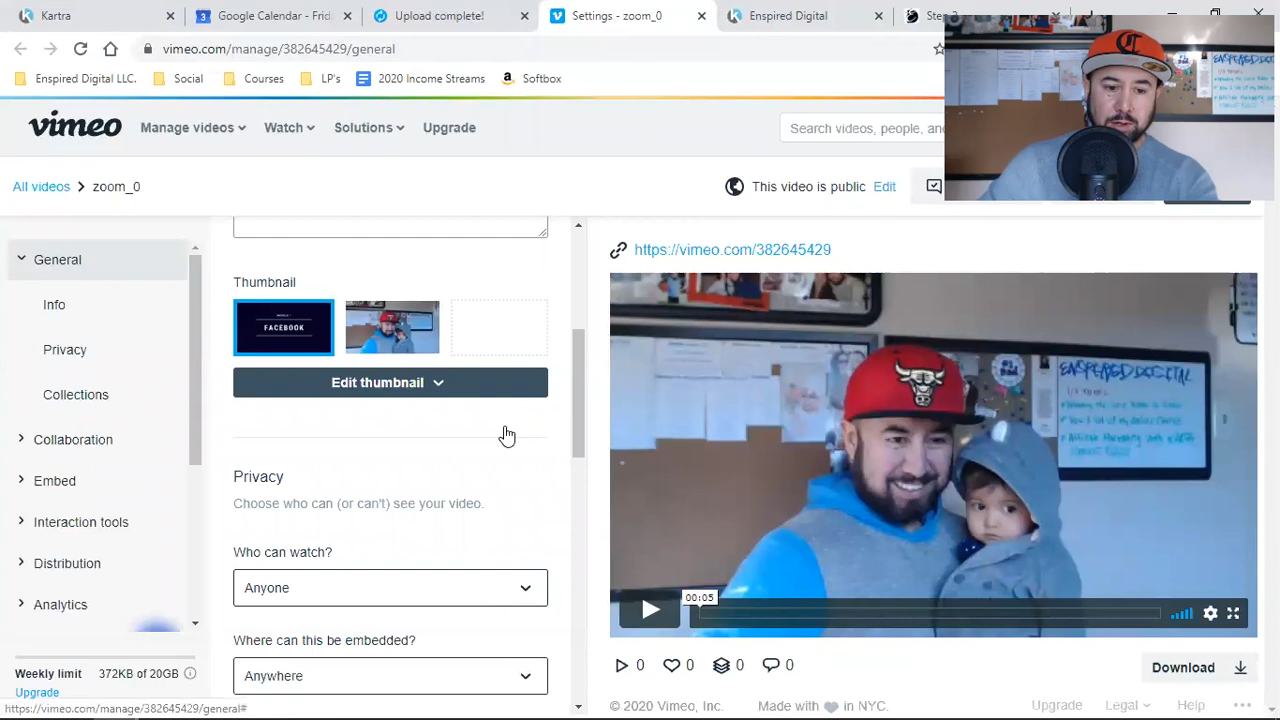 Kartra
Google Calendar - Frid
Upload complete!
Settings - zoom_0
Enspired Digital
Step
vimeo.com/manage/382645429/general
Enspired Digital LLC.
Social
Courses
LPS
2020 Income Streams
Softbox
vimeo
Manage videos
Watch
Solutions
Upgrade
Search videos, people, and
All videos > zoom_0
This video is public
Edit
General
Info
Privacy
Collections
Collaboration
Embed
Interaction tools
Distribution
Analytics
Weekly limit
372KB of 20GB
Upgrade
https://vimeo.com/manage/382645429/general#
Thumbnail
FACEBOOK
Edit thumbnail
Privacy
Choose who can (or can't) see your video.
Who can watch?
Anyone
Where can this be embedded?
Anywhere
https://vimeo.com/382645429
ENSPIRED DIGITAL
00:05
0
0
0
0
Download
© 2020 Vimeo, Inc.
Made with
in NYC.
Upgrade
Legal
Help